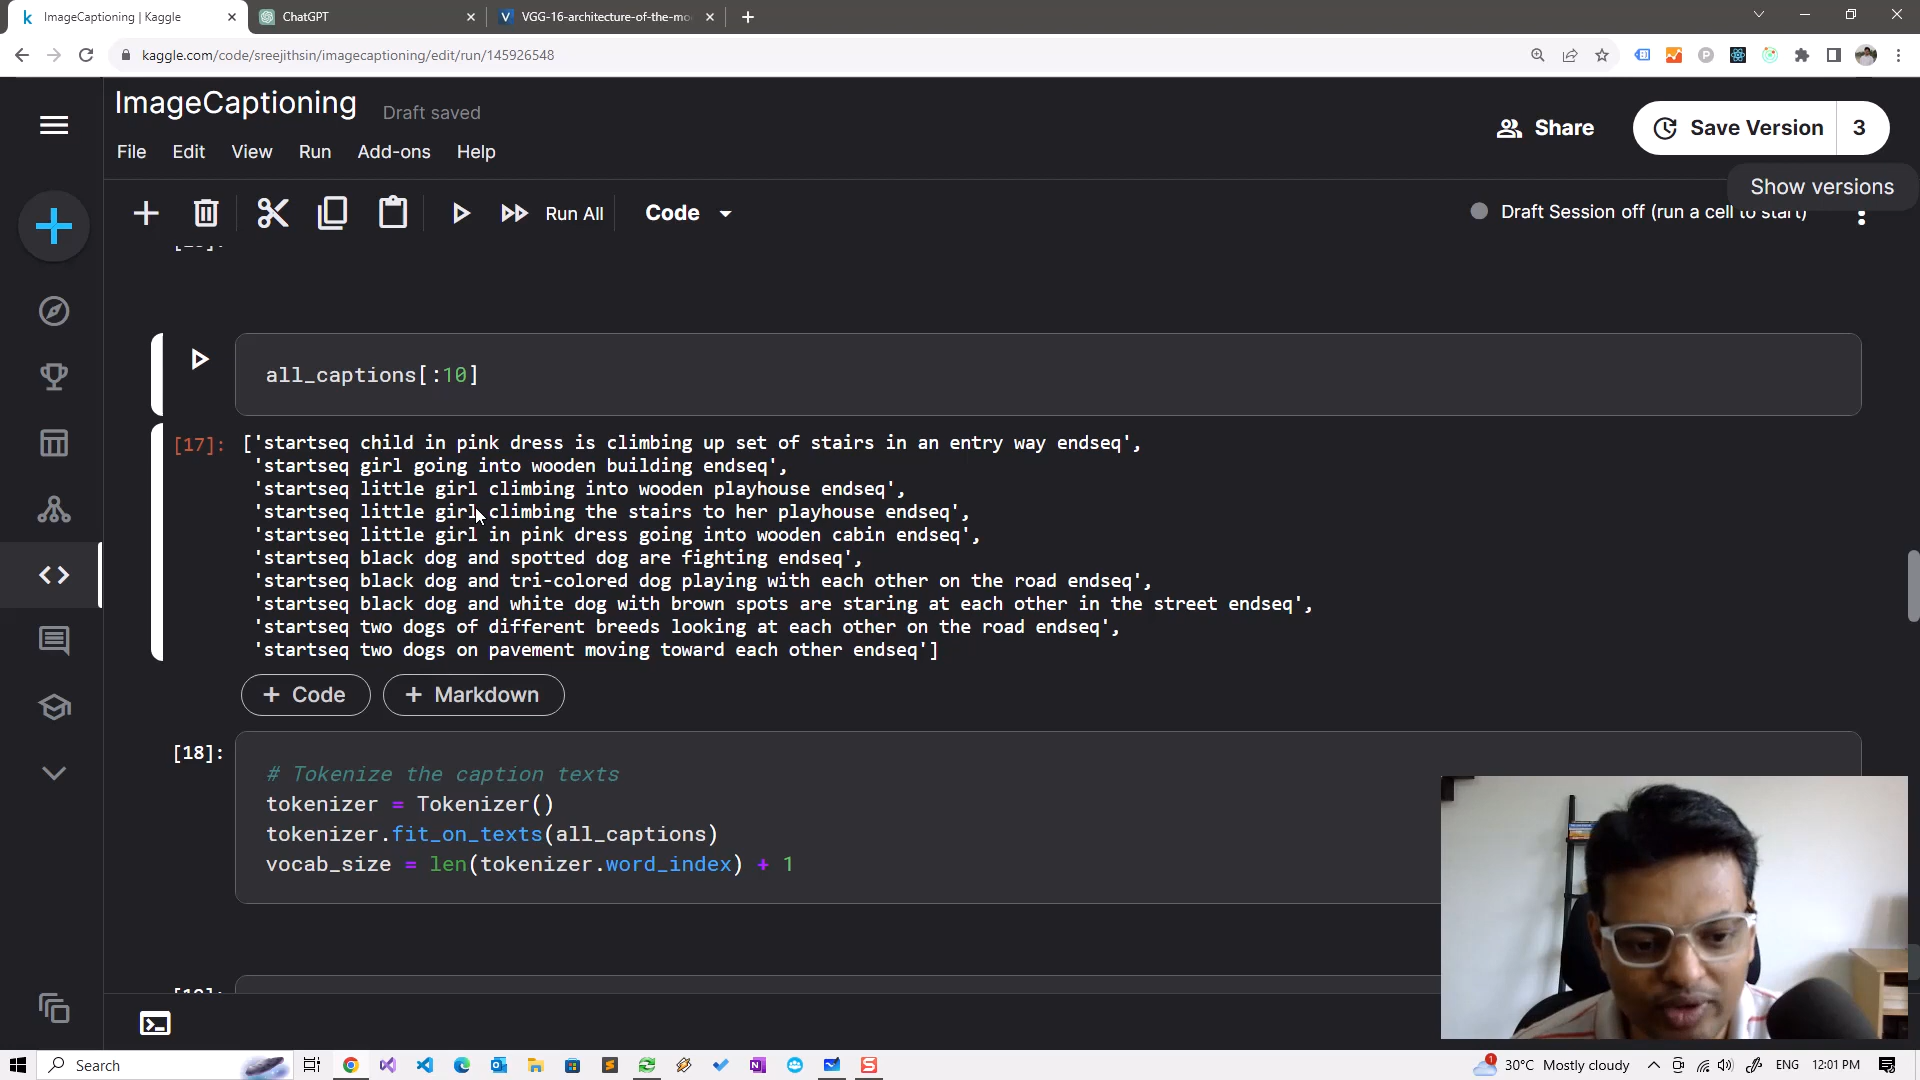 ImageCaptioning | Kaggle
ChatGPT
VGG-16-architecture-of-the-mo
kaggle.com/code/sreejithsin/imagecaptioning/edit/run/145926548
ImageCaptioning
Draft saved
Share
Save Version
3
File Edit View Run Add-ons Help
Show versions
Run All
Code
Draft Session off (run a cell to start)
all_captions[:10]
[17]:
['startseq child in pink dress is climbing up set of stairs in an entry way endseq',
'startseq girl going into wooden building endseq',
'startseq little girl climbing into wooden playhouse endseq',
'startseq little girl climbing the stairs to her playhouse endseq',
'startseq little girl in pink dress going into wooden cabin endseq',
'startseq black dog and spotted dog are fighting endseq',
'startseq black dog and tri-colored dog playing with each other on the road endseq',
'startseq black dog and white dog with brown spots are staring at each other in the street endseq',
'startseq two dogs of different breeds looking at each other on the road endseq',
'startseq two dogs on pavement moving toward each other endseq']
+ Code
+ Markdown
[18]:
# Tokenize the caption texts
tokenizer = Tokenizer()
tokenizer.fit_on_texts(all_captions)
vocab_size = len(tokenizer.word_index) + 1
Search
1
30°C Mostly cloudy
ENG
12:01 PM